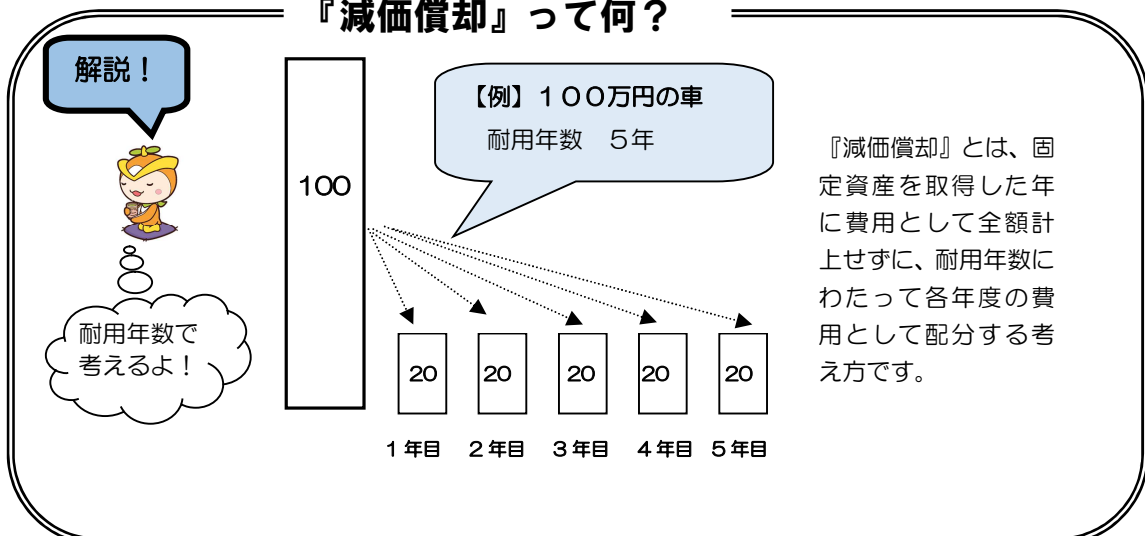 『減価償却』って何？
解説！
【例】１００万円の車
耐用年数　５年
100
『減価償却』とは、固
定資産を取得した年
に費用として全額計
上せずに、耐用年数に
わたって各年度の費
用として配分する考
え方です。
耐用年数で
考えるよ！
20 20 20 20 20
１年目 ２年目 ３年目 ４年目 ５年目